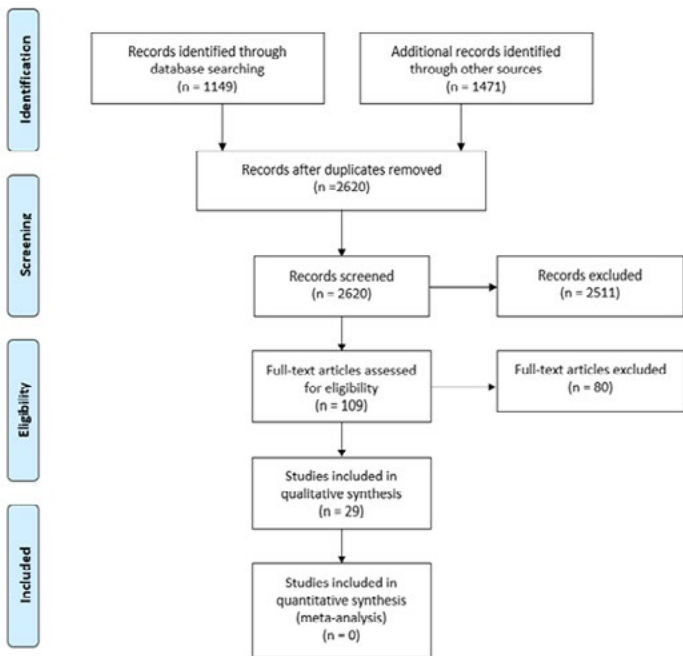 Identification
Records identified through
database searching
(n = 1149)
Additional records identified
through other sources
(n = 1471)
Records after duplicates removed
(n =2620)
Screening
Records screened
(n = 2620)
Records excluded
(n = 2511)
Eligibility
Full-text articles assessed
for eligibility
(n = 109)
Full-text articles excluded
(n = 80)
Studies included in
qualitative synthesis
(n = 29)
Included
Studies included in
quantitative synthesis
(meta-analysis)
(n = 0)